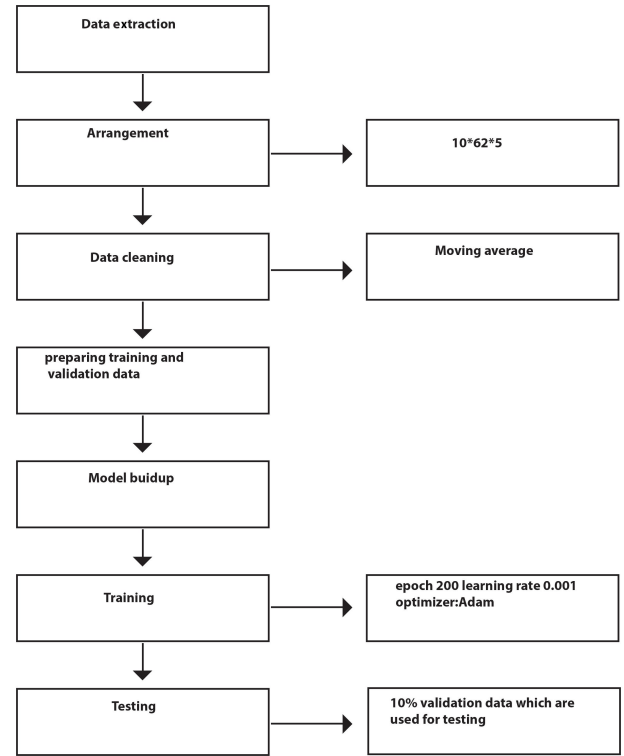 Data extraction
Arrangement
10*62*5
Data cleaning
Moving average
preparing training and
validation data
Model buidup
Training
epoch 200 learning rate 0.001
optimizer:Adam
Testing
10% validation data which are
used for testing